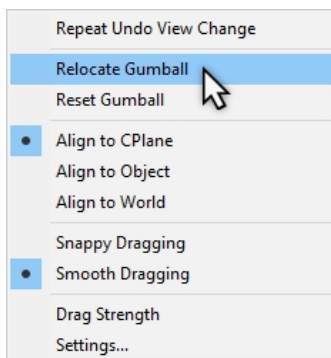 Repeat Undo View Change
Relocate Gumball
Reset Gumball
Align to CPlane
Align to Object
Align to World
Snappy Dragging
Smooth Dragging
Drag Strength
Settings...